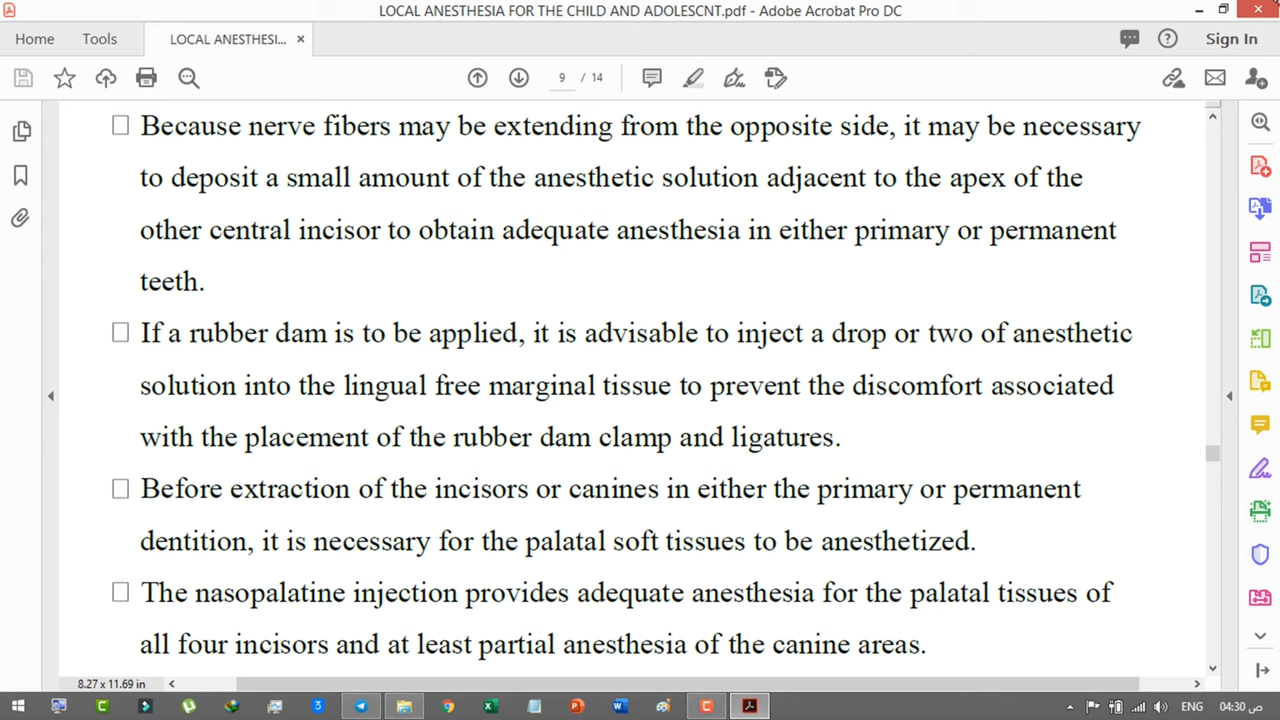 LOCAL ANESTHESIA FOR THE CHILD AND ADOLESCNT.pdf - Adobe Acrobat Pro DC
Home Tools LOCAL ANESTHESI... × Sign In
9 / 14
Because nerve fibers may be extending from the opposite side, it may be necessary
to deposit a small amount of the anesthetic solution adjacent to the apex of the
other central incisor to obtain adequate anesthesia in either primary or permanent
teeth.
If a rubber dam is to be applied, it is advisable to inject a drop or two of anesthetic
solution into the lingual free marginal tissue to prevent the discomfort associated
with the placement of the rubber dam clamp and ligatures.
Before extraction of the incisors or canines in either the primary or permanent
dentition, it is necessary for the palatal soft tissues to be anesthetized.
The nasopalatine injection provides adequate anesthesia for the palatal tissues of
all four incisors and at least partial anesthesia of the canine areas.
8.27 x 11.69 in
ENG 04:30 ص